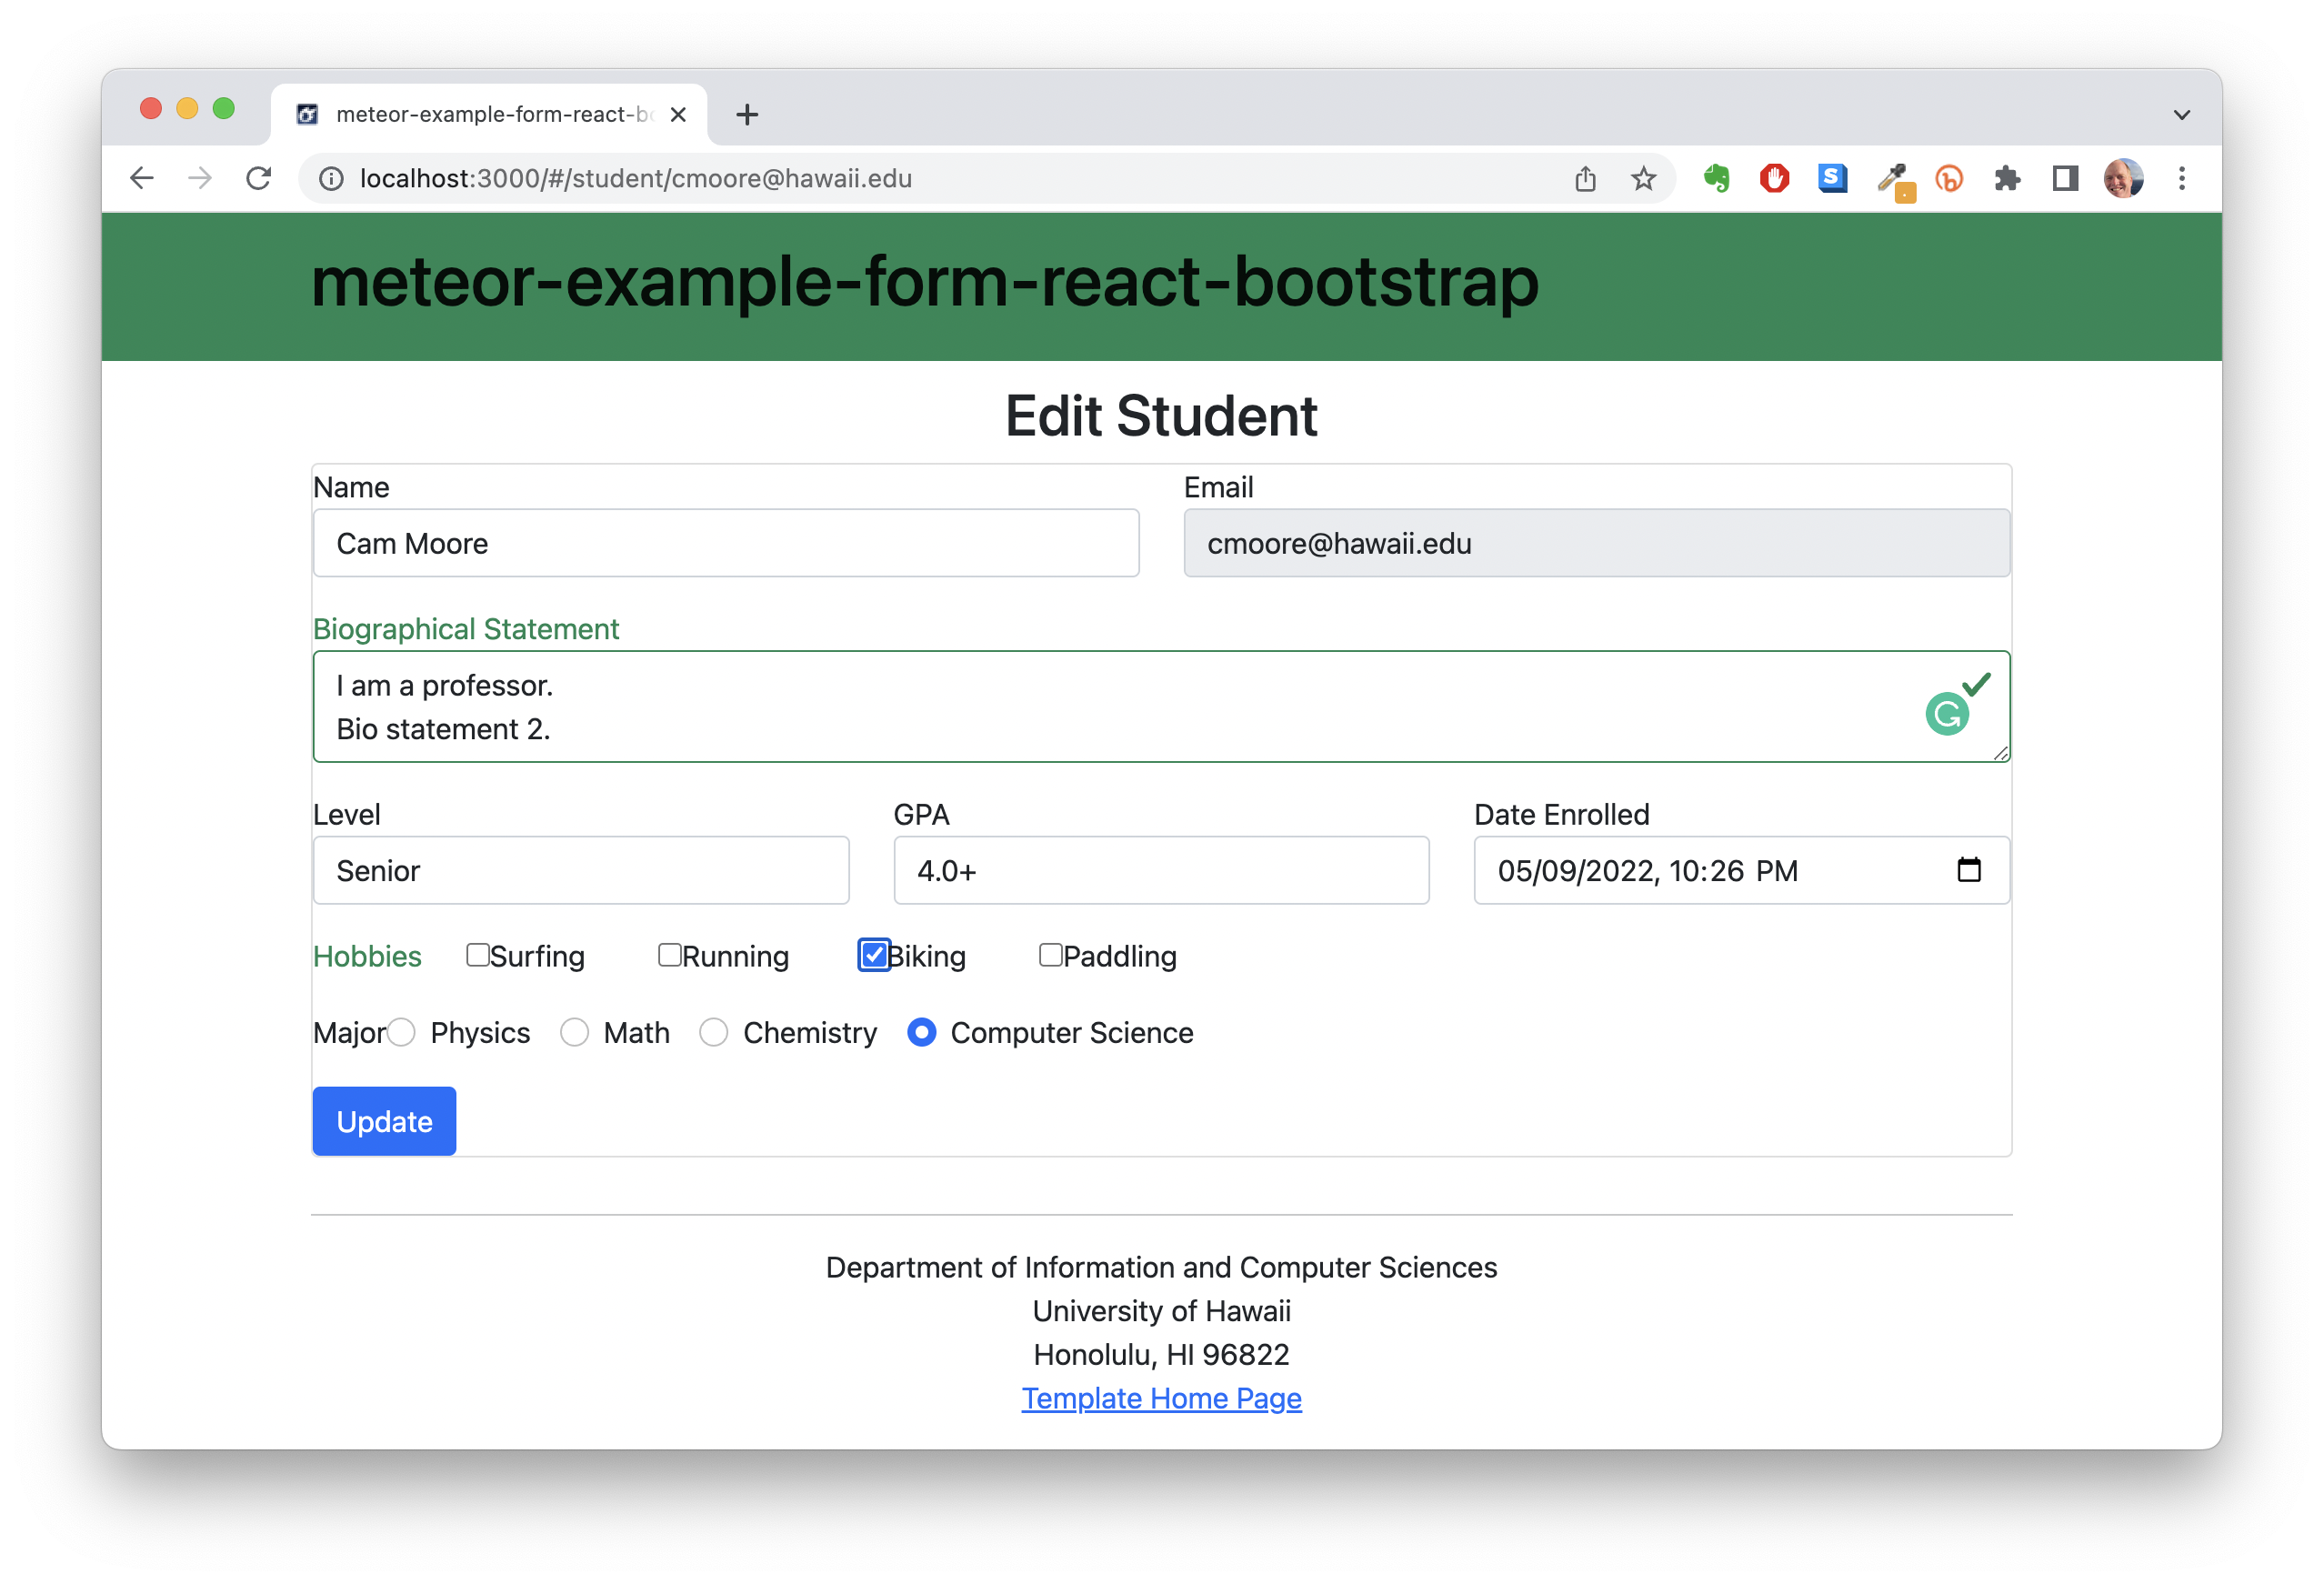 meteor-example-form-react-b
localhost:3000/#/student/cmoore@hawaii.edu
meteor-example-form-react-bootstrap
Edit Student
Name Email
Cam Moore cmoore@hawaii.edu
Biographical Statement
I am a professor.
Bio statement 2.
Level GPA Date Enrolled
Senior 4.0+ 05/09/2022, 10:26 PM
Hobbies Surfing Running Biking Paddling
Major Physics Math Chemistry Computer Science
Update
Department of Information and Computer Sciences
University of Hawaii
Honolulu, HI 96822
Template Home Page